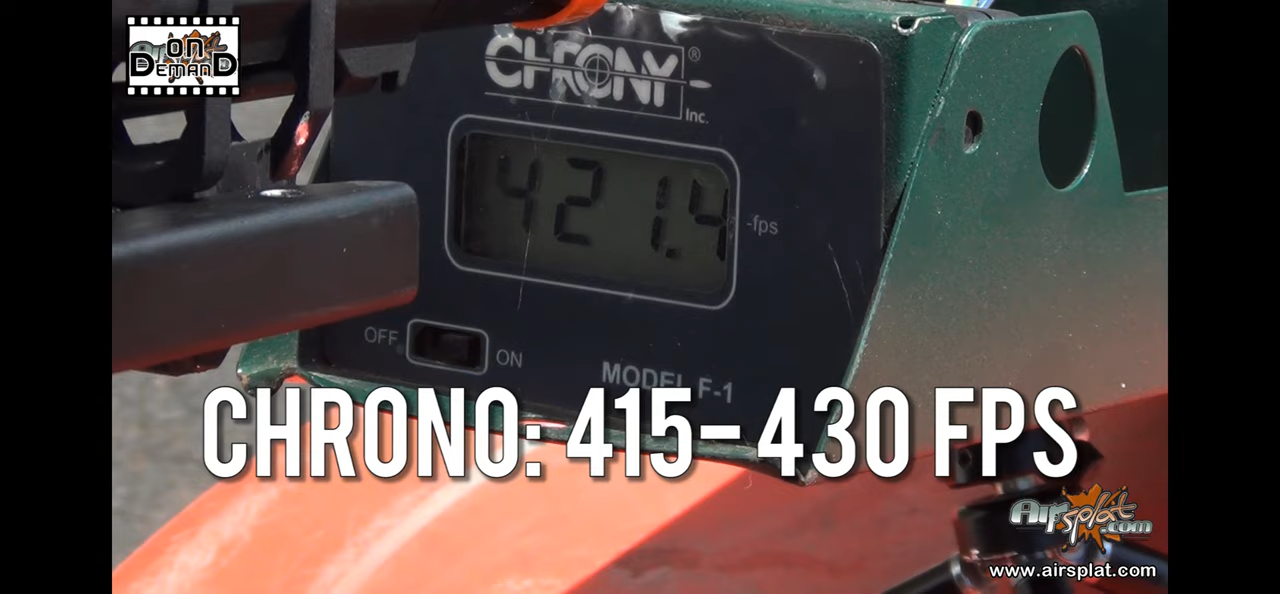 ON
DEMAND
CHRONY®
Inc.
421.4
-fps
OFF
ON
MODEL F-1
CHRONO: 415-430 FPS
Airsplat
.com
www.airsplat.com